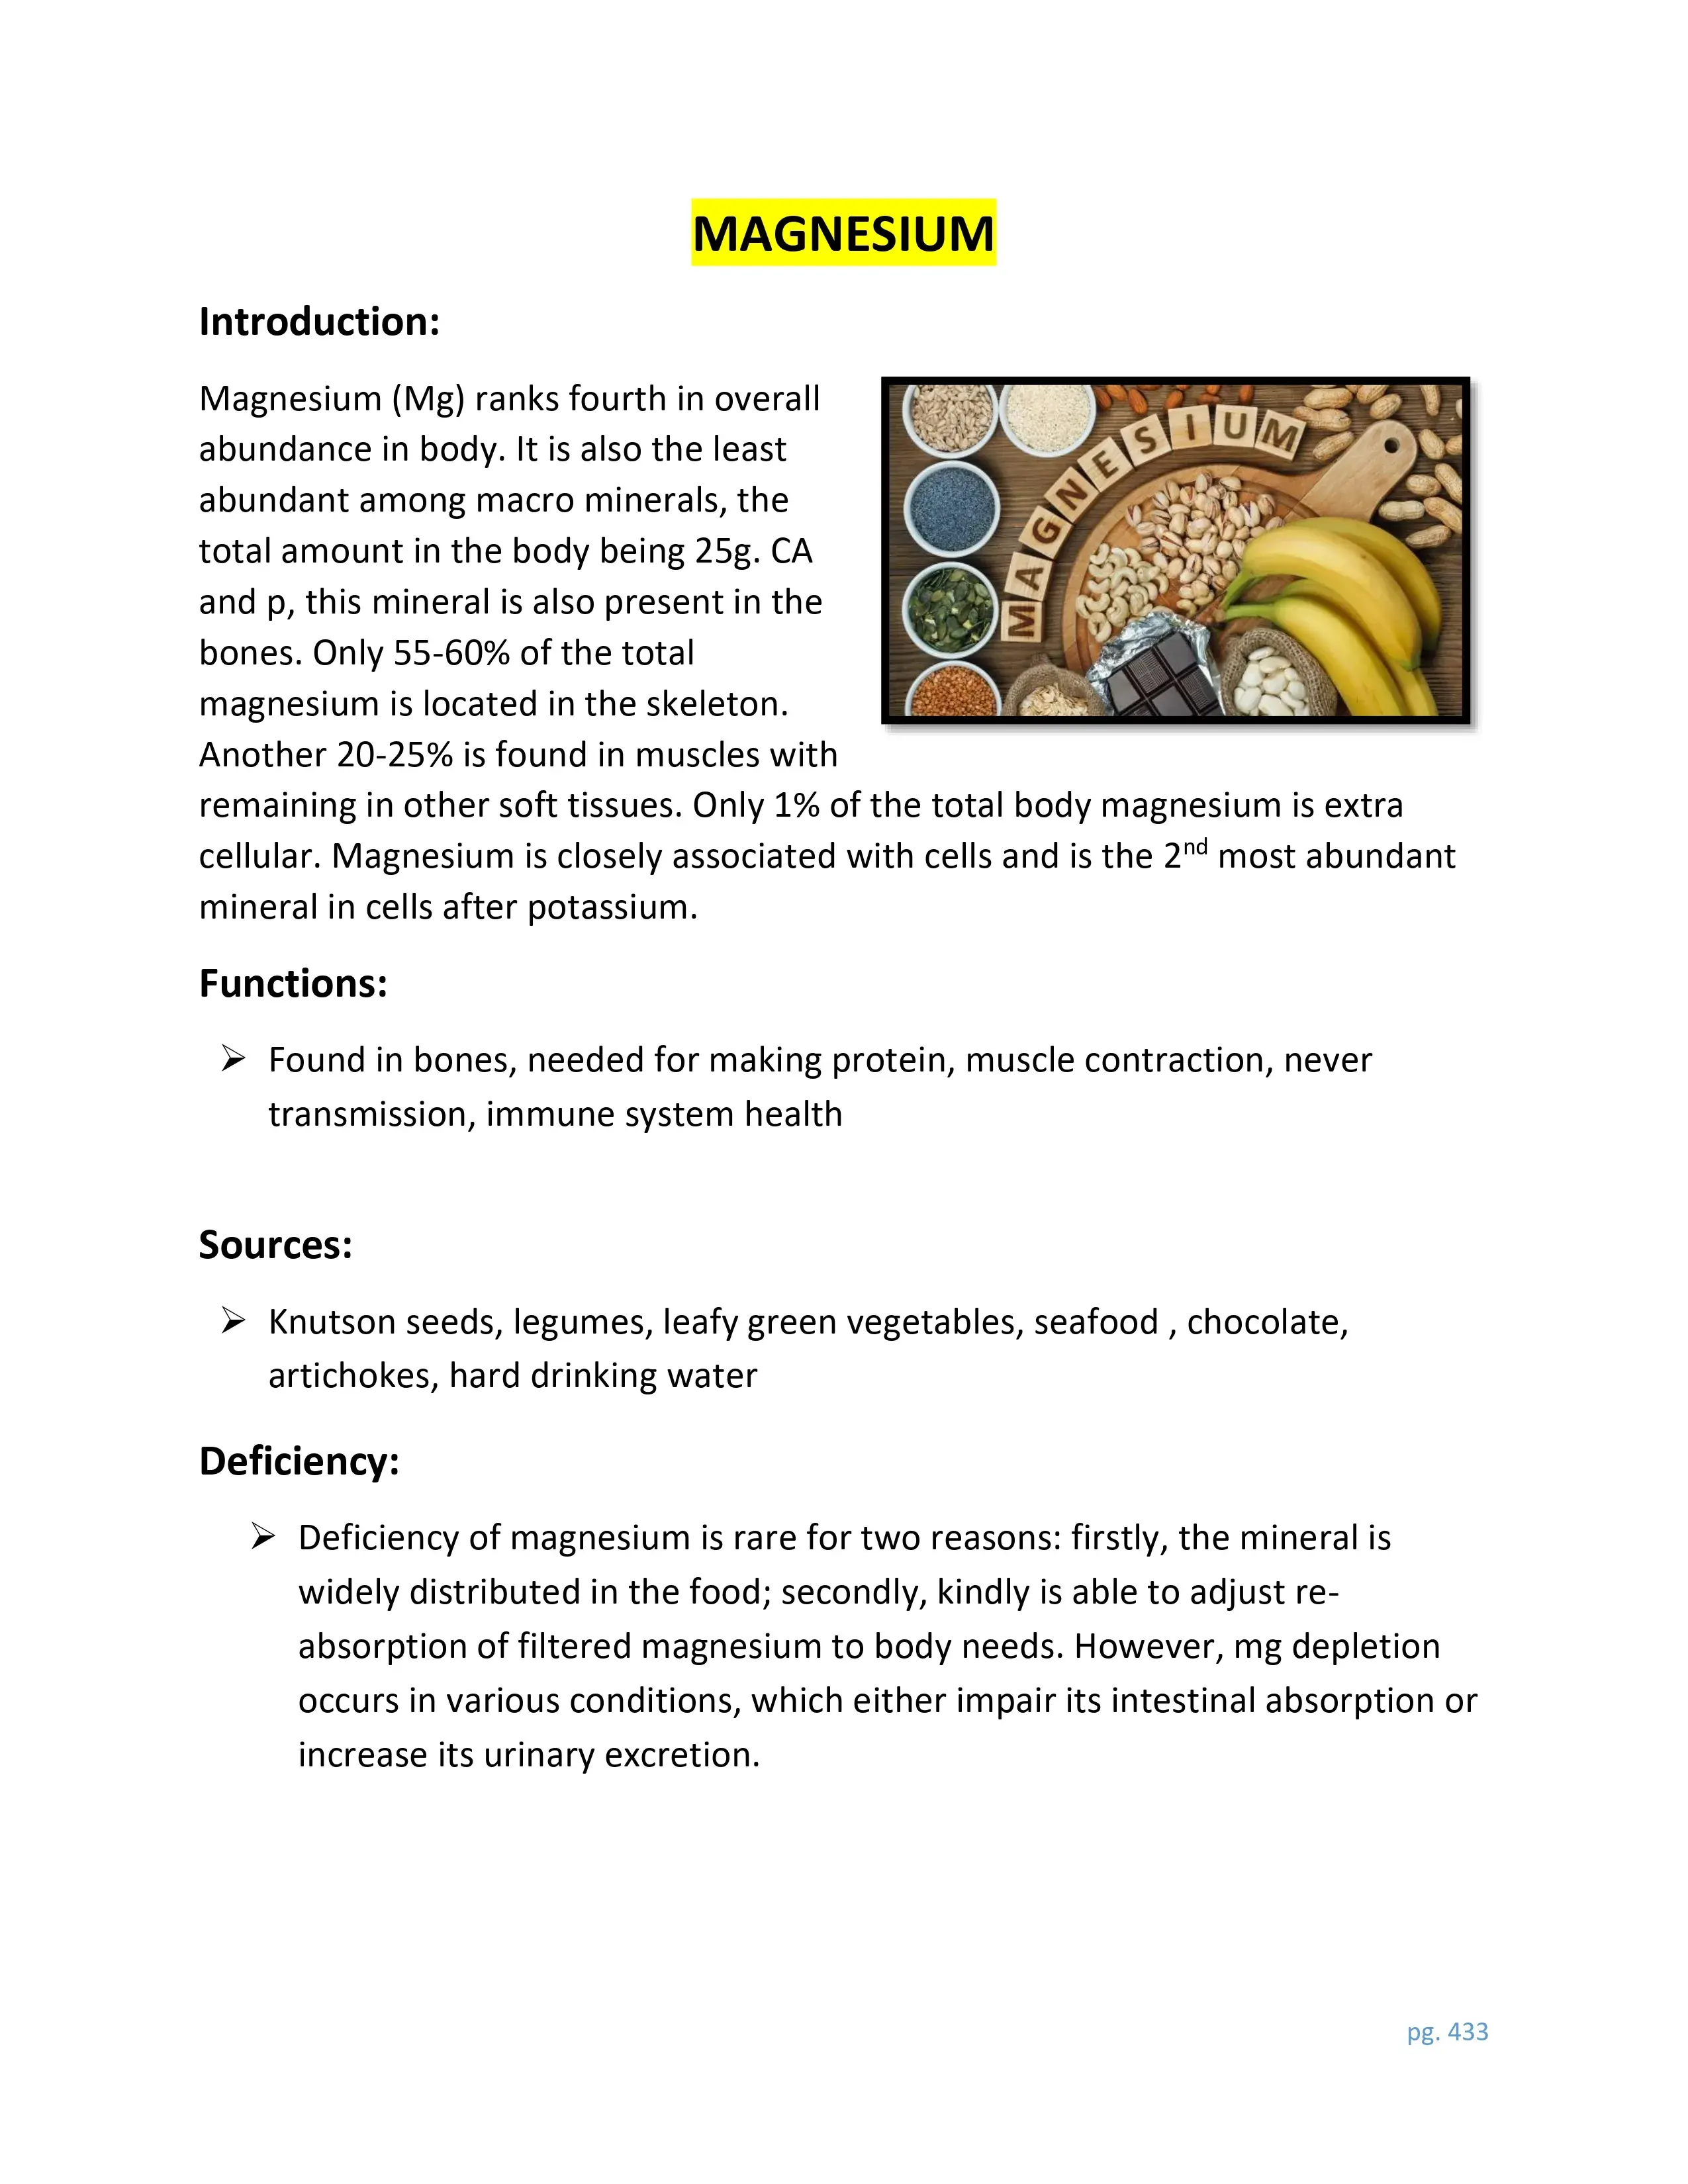 MAGNESIUM
Introduction:
Magnesium (Mg) ranks fourth in overall
abundance in body. It is also the least
abundant among macro minerals, the
total amount in the body being 25g. CA
and p, this mineral is also present in the
bones. Only 55-60% of the total
magnesium is located in the skeleton.
Another 20-25% is found in muscles with
MAGNESIUM
remaining in other soft tissues. Only 1% of the total body magnesium is extra
cellular. Magnesium is closely associated with cells and is the 2nd most abundant
mineral in cells after potassium.
Functions:
➢ Found in bones, needed for making protein, muscle contraction, never
transmission, immune system health
Sources:
➢ Knutson seeds, legumes, leafy green vegetables, seafood , chocolate,
artichokes, hard drinking water
Deficiency:
➢ Deficiency of magnesium is rare for two reasons: firstly, the mineral is
widely distributed in the food; secondly, kindly is able to adjust re-
absorption of filtered magnesium to body needs. However, mg depletion
occurs in various conditions, which either impair its intestinal absorption or
increase its urinary excretion.
pg. 433